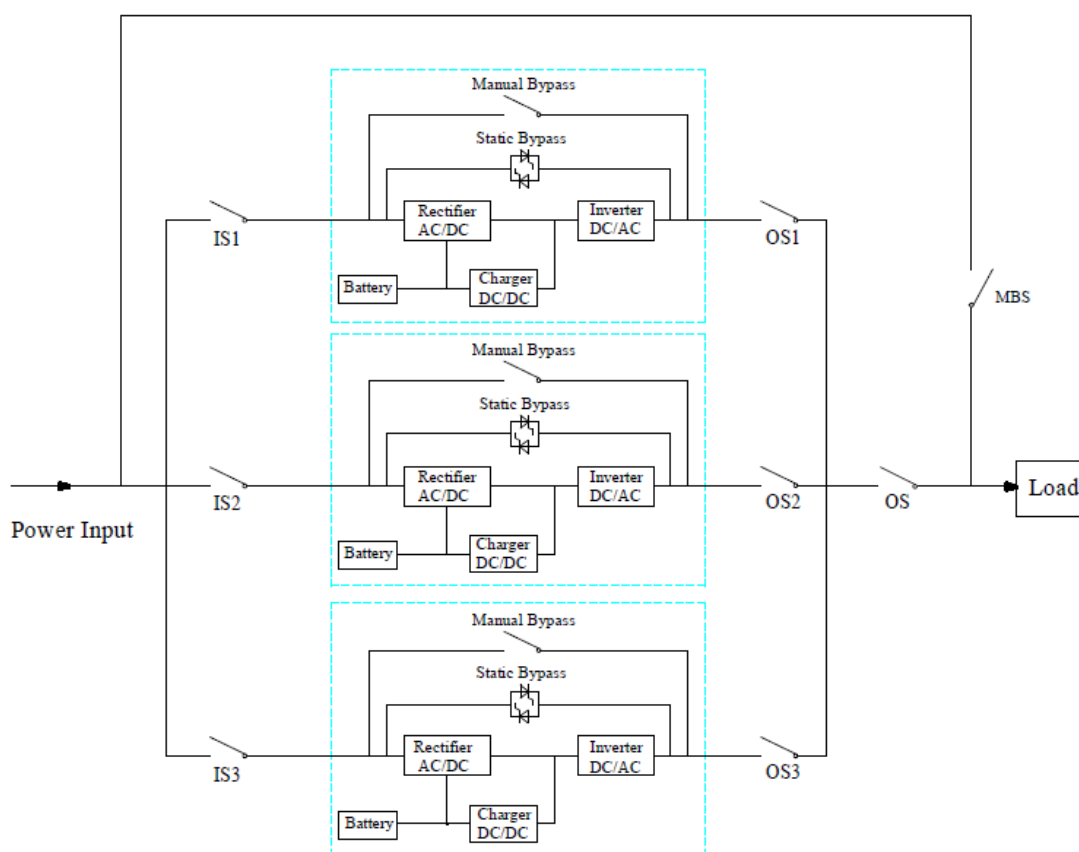 Manual Bypass
Static Bypass
Rectifier
AC/DC
Inverter
DC/AC
IS1
OS1
Battery
Charger
DC/DC
MBS
Manual Bypass
Static Bypass
Rectifier
AC/DC
Inverter
DC/AC
IS2
OS2
OS
Load
Power Input
Battery
Charger
DC/DC
Manual Bypass
Static Bypass
Rectifier
AC/DC
Inverter
DC/AC
IS3
OS3
Battery
Charger
DC/DC